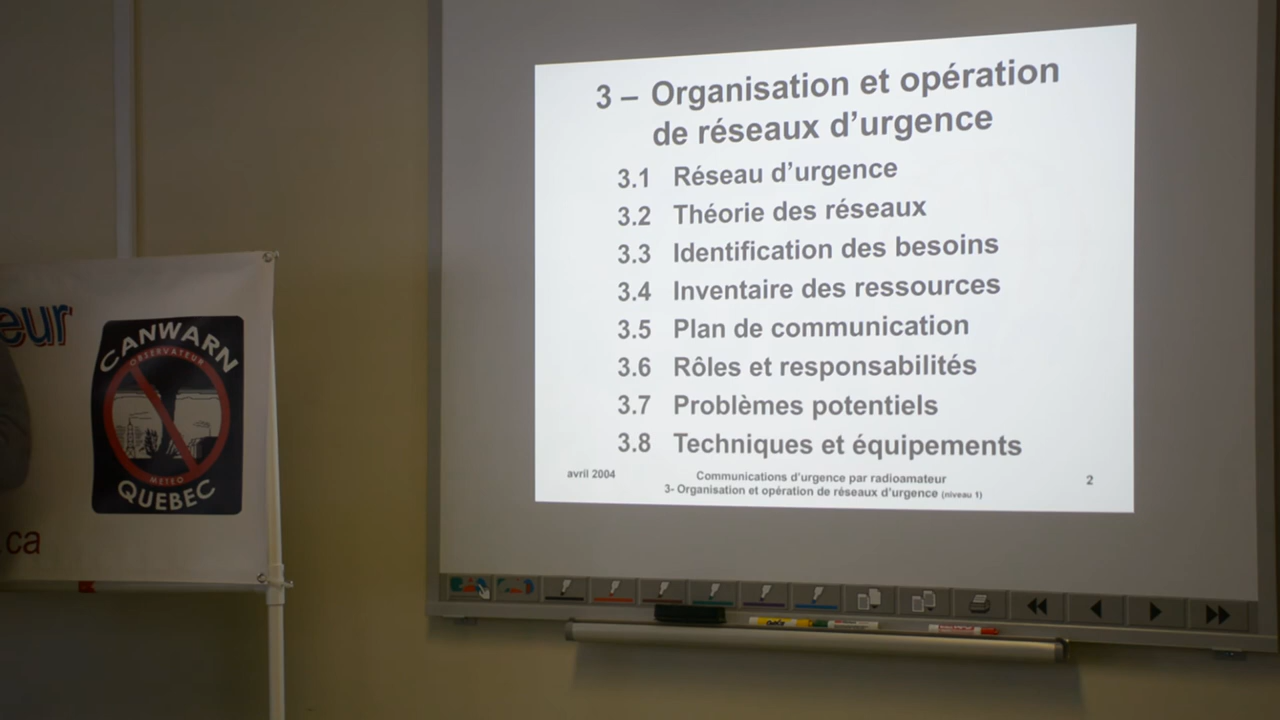 3 – Organisation et opération
de réseaux d'urgence
3.1 Réseau d'urgence
3.2 Théorie des réseaux
3.3 Identification des besoins
3.4 Inventaire des ressources
3.5 Plan de communication
3.6 Rôles et responsabilités
3.7 Problèmes potentiels
3.8 Techniques et équipements
avril 2004
Communications d'urgence par radioamateur
3- Organisation et opération de réseaux d'urgence (niveau 1)
2
eur
CANWARN
OBSERVATEUR
METEO
QUEBEC
.ca